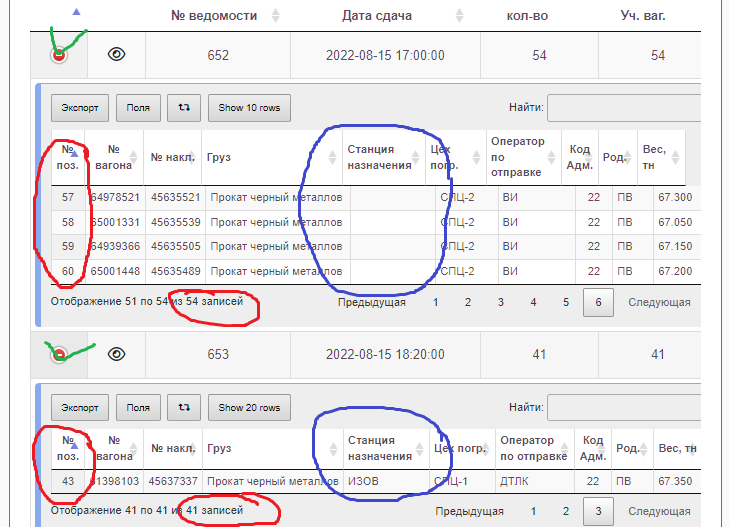 № ведомости Дата сдача кол-во Уч. ваг.
652 2022-08-15 17:00:00 54 54
Экспорт Поля Show 10 rows Найти:
№ поз. № вагона № накл. Груз Станция назначения Цех погр. Оператор по отправке Код Адм. Род. Вес, тн
57 64978521 45635521 Прокат черный металлов СПЦ-2 ВИ 22 ПВ 67.300
58 65001331 45635539 Прокат черный металлов СПЦ-2 ВИ 22 ПВ 67.050
59 64939366 45635505 Прокат черный металлов СПЦ-2 ВИ 22 ПВ 67.150
60 65001448 45635489 Прокат черный металлов СПЦ-2 ВИ 22 ПВ 67.200
Отображение 51 по 54 из 54 записей Предыдущая 1 2 3 4 5 6 Следующая
653 2022-08-15 18:20:00 41 41
Экспорт Поля Show 20 rows Найти:
№ поз. № вагона № накл. Груз Станция назначения Цех погр. Оператор по отправке Код Адм. Род. Вес, тн
43 61398103 45637337 Прокат черный металлов ИЗОВ СПЦ-1 ДТЛК 22 ПВ 67.350
Отображение 41 по 41 из 41 записей Предыдущая 1 2 3 Следующая